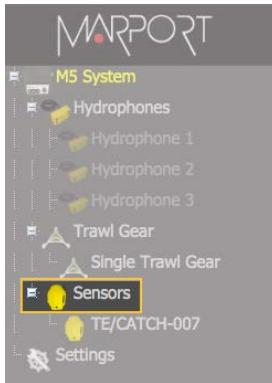 MARPORT
M5 System
Hydrophones
Hydrophone 1
Hydrophone 2
Hydrophone 3
Trawl Gear
Single Trawl Gear
Sensors
TE/CATCH-007
Settings